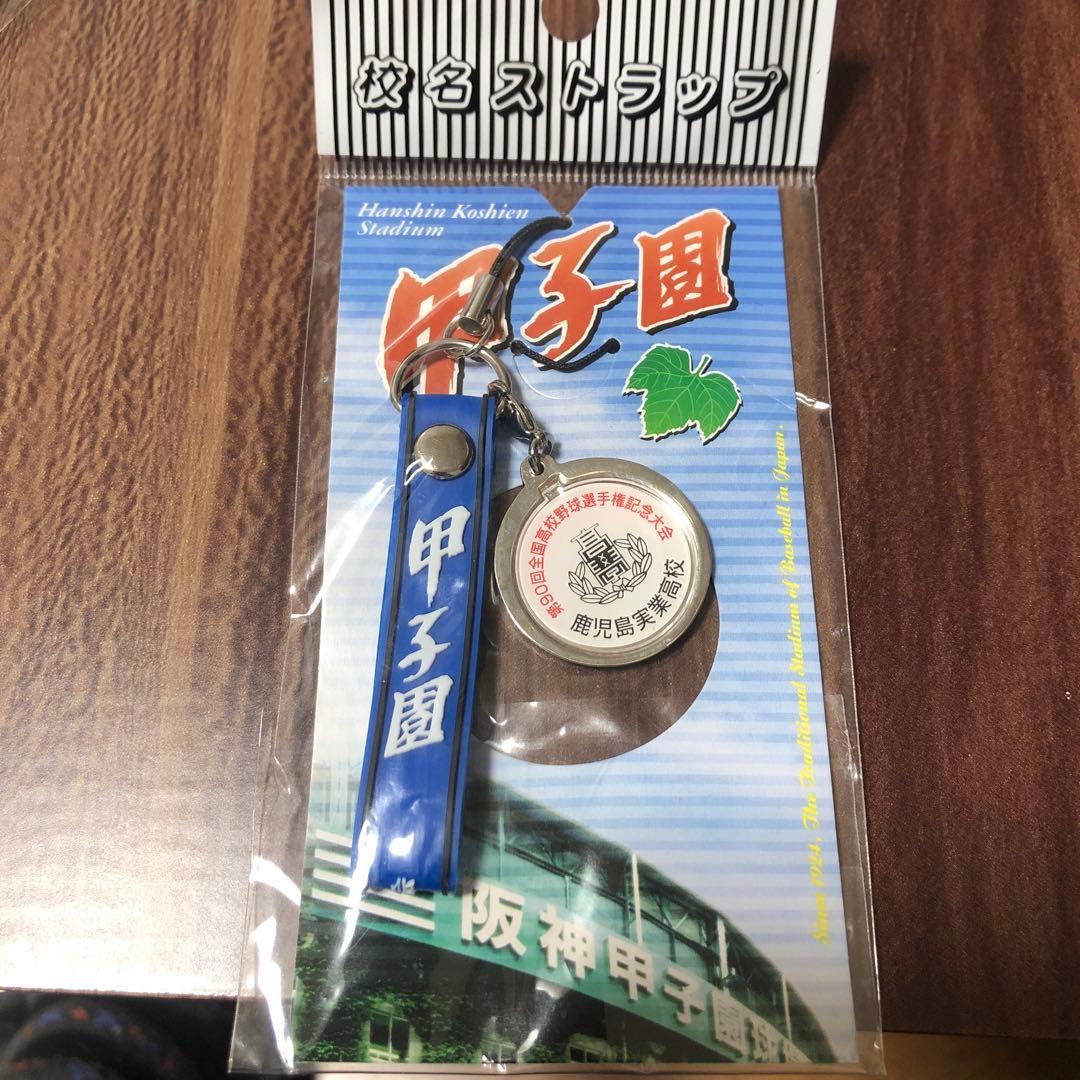 校名ストラップ
Hanshin Koshien
Stadium
甲子園
甲子園
第90回全国高校野球選手権記念大会
鹿児島実業高校
Since 1924, The Traditional Stadium of Baseball in Japan.
阪神甲子園球